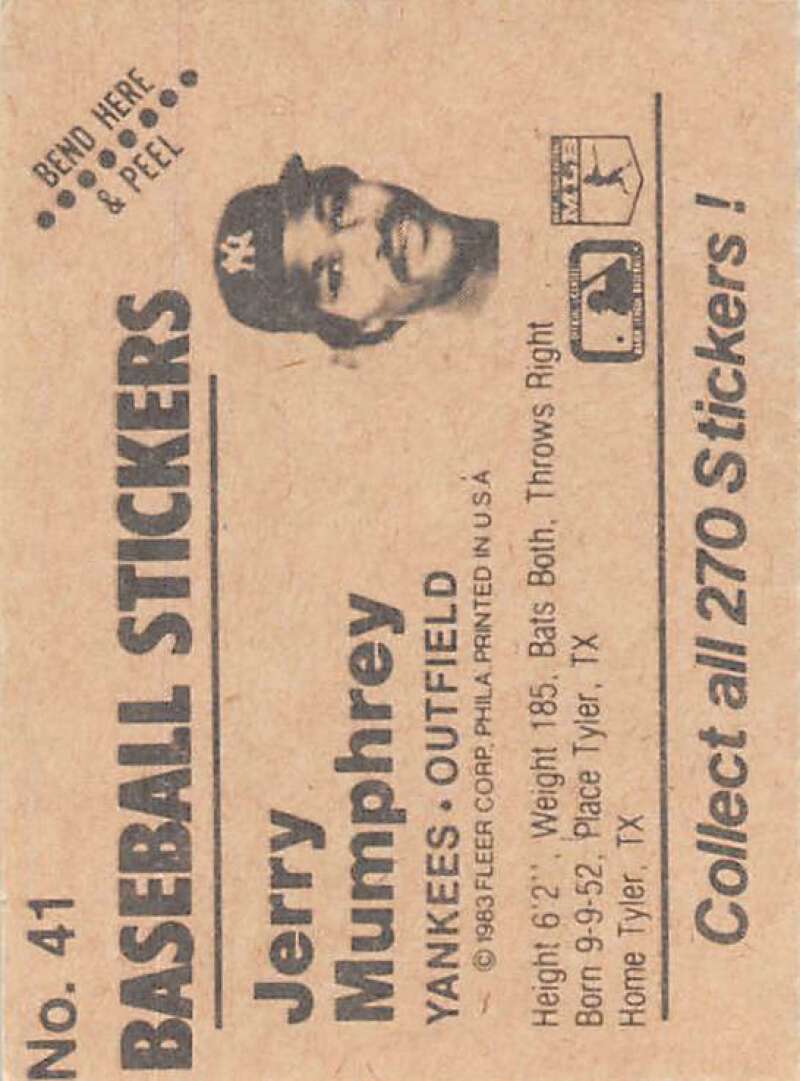 No. 41
BEND HERE
& PEEL
BASEBALL STICKERS
Jerry
Mumphrey
YANKEES • OUTFIELD
© 1983 FLEER CORP. PHILA. PRINTED IN U.S.A
Height 6'2'', Weight 185, Bats Both, Throws Right
Born 9-9-52, Place Tyler, TX
Home Tyler, TX
MLB
Collect all 270 Stickers!